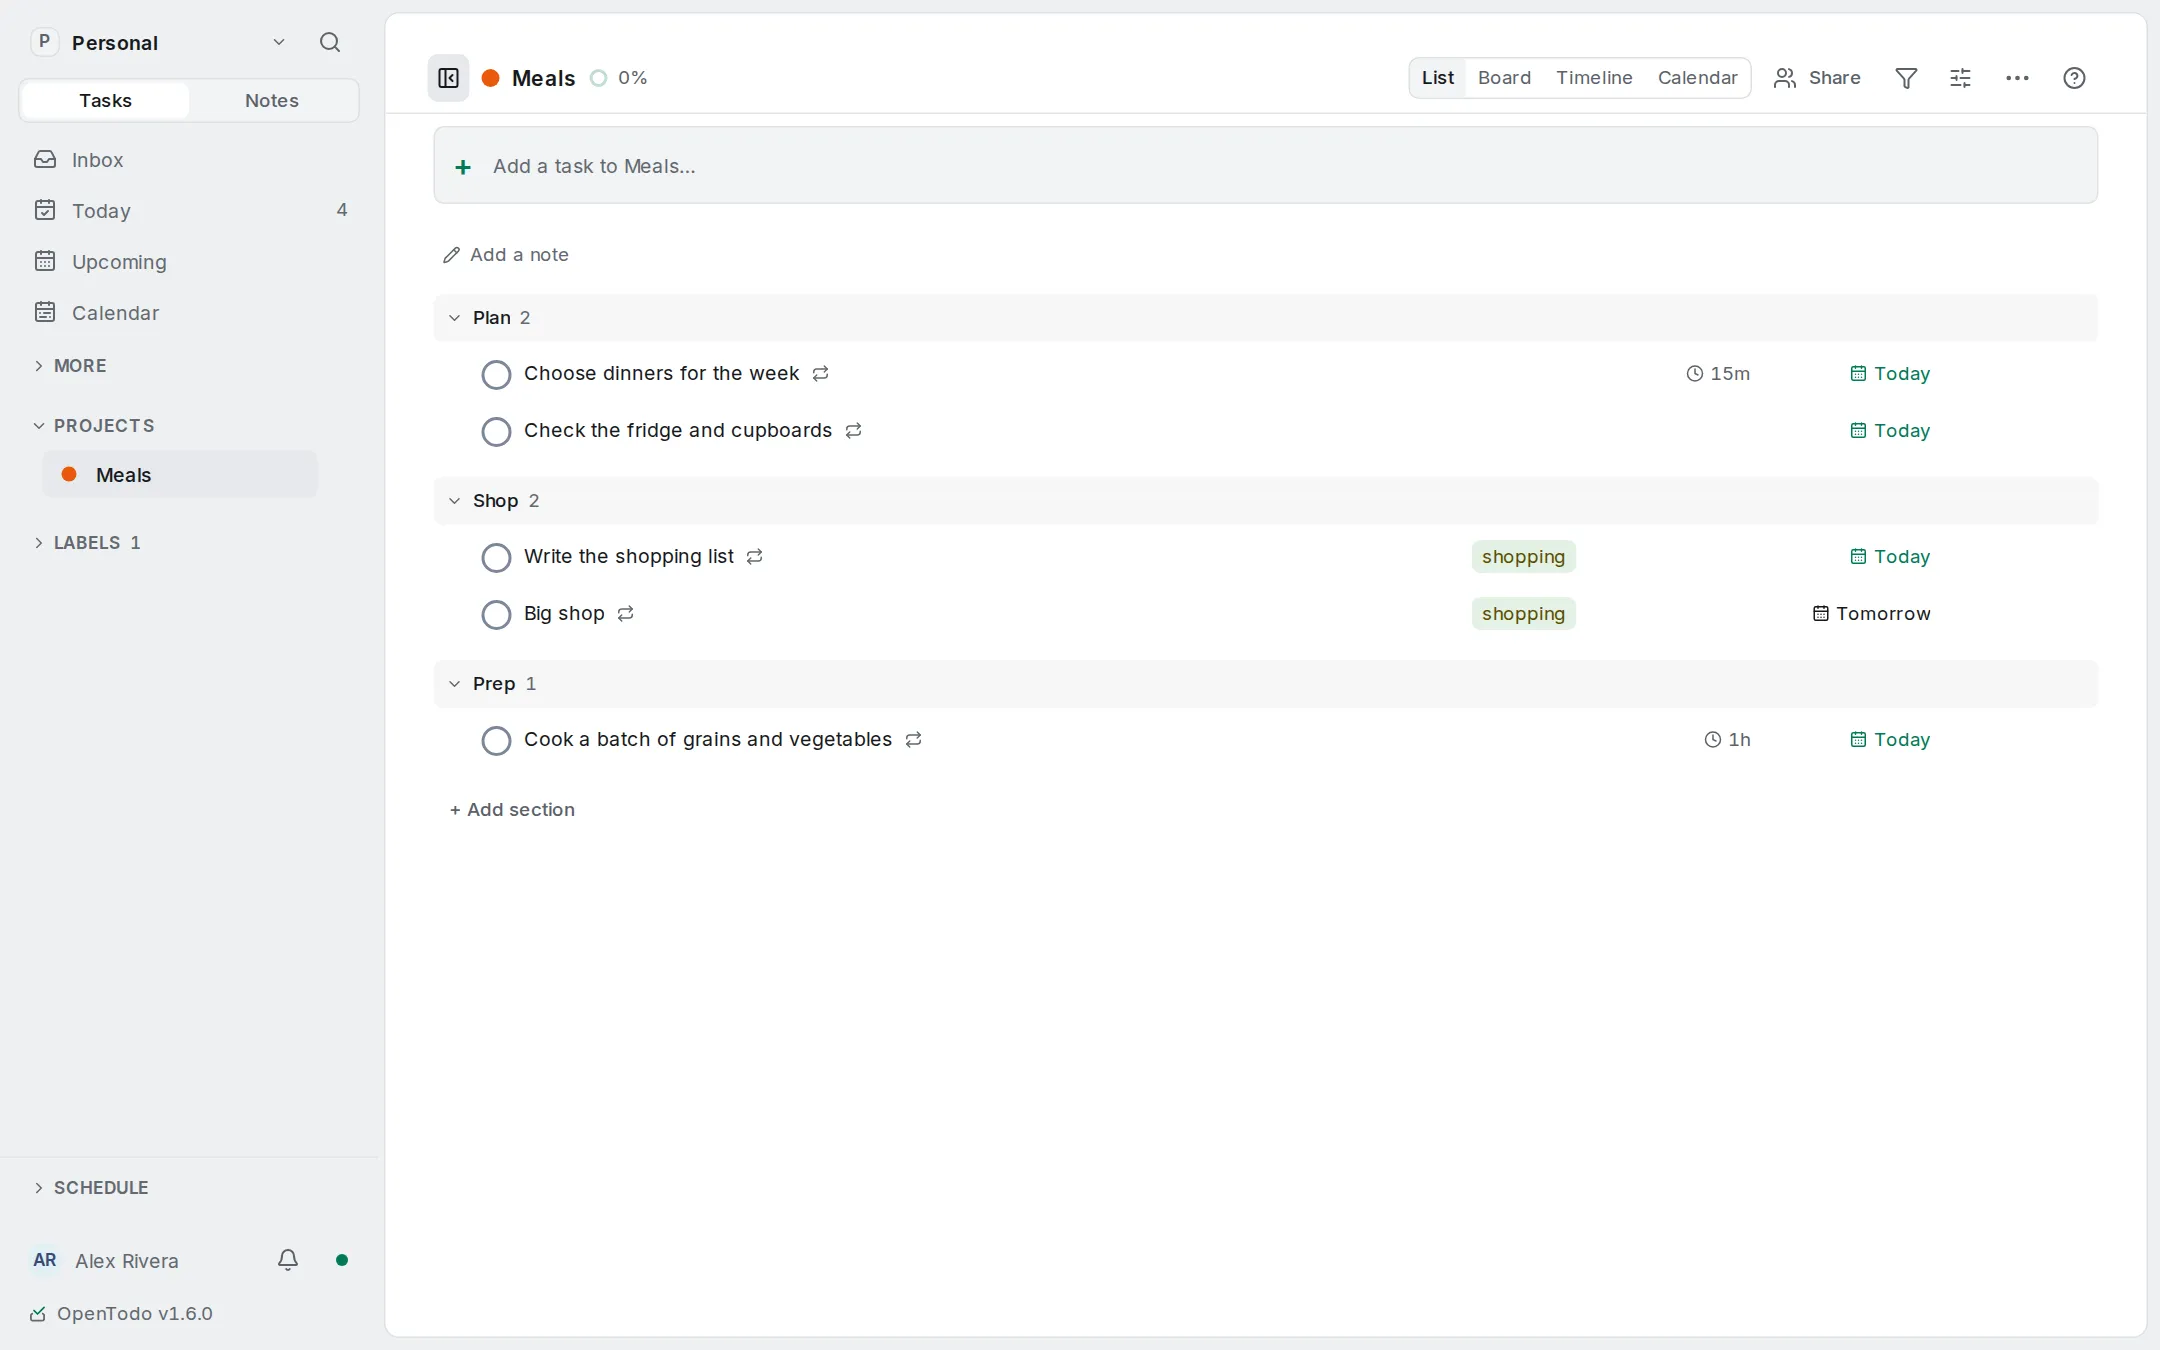 P Personal
Tasks Notes
Inbox
Today 4
Upcoming
Calendar
MORE
PROJECTS
Meals
LABELS 1
SCHEDULE
AR Alex Rivera
OpenTodo v1.6.0
Meals 0%
List Board Timeline Calendar Share
+ Add a task to Meals...
Add a note
Plan 2
Choose dinners for the week 15m Today
Check the fridge and cupboards Today
Shop 2
Write the shopping list shopping Today
Big shop shopping Tomorrow
Prep 1
Cook a batch of grains and vegetables 1h Today
+ Add section